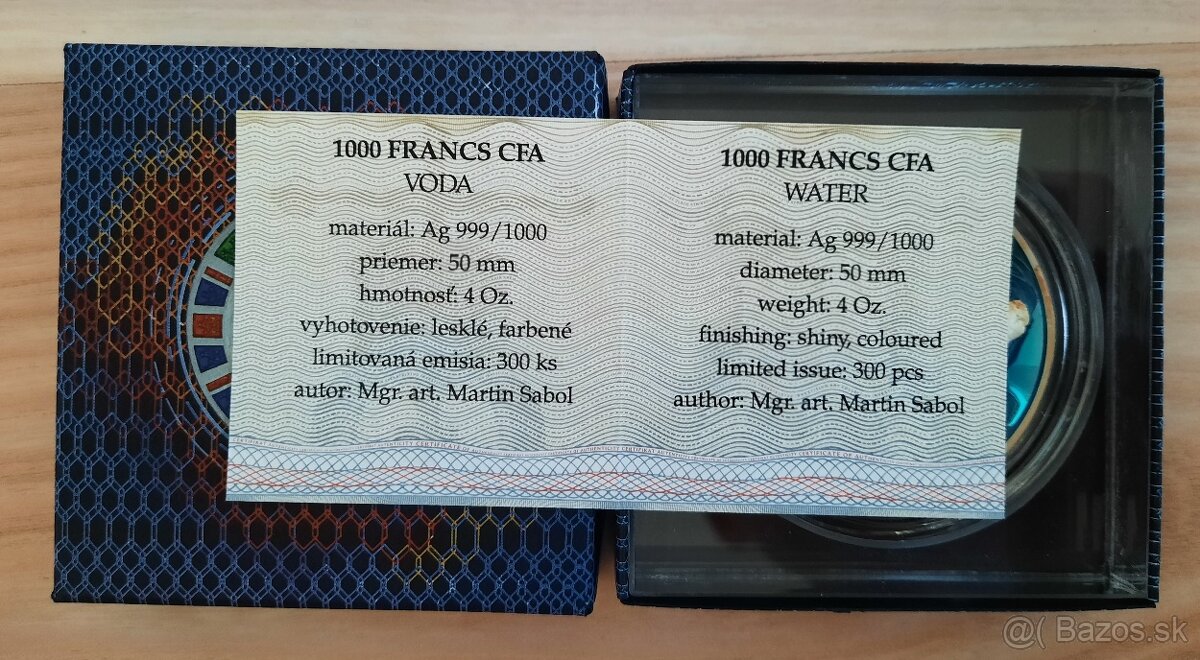 1000 FRANCS CFA
VODA
materiál: Ag 999/1000
priemer: 50 mm
hmotnosť: 4 Oz.
vyhotovenie: lesklé, farbené
limitovaná emisia: 300 ks
autor: Mgr. art. Martin Sabol
1000 FRANCS CFA
WATER
material: Ag 999/1000
diameter: 50 mm
weight: 4 Oz.
finishing: shiny, coloured
limited issue: 300 pcs
author: Mgr. art. Martin Sabol
@( Bazos.sk